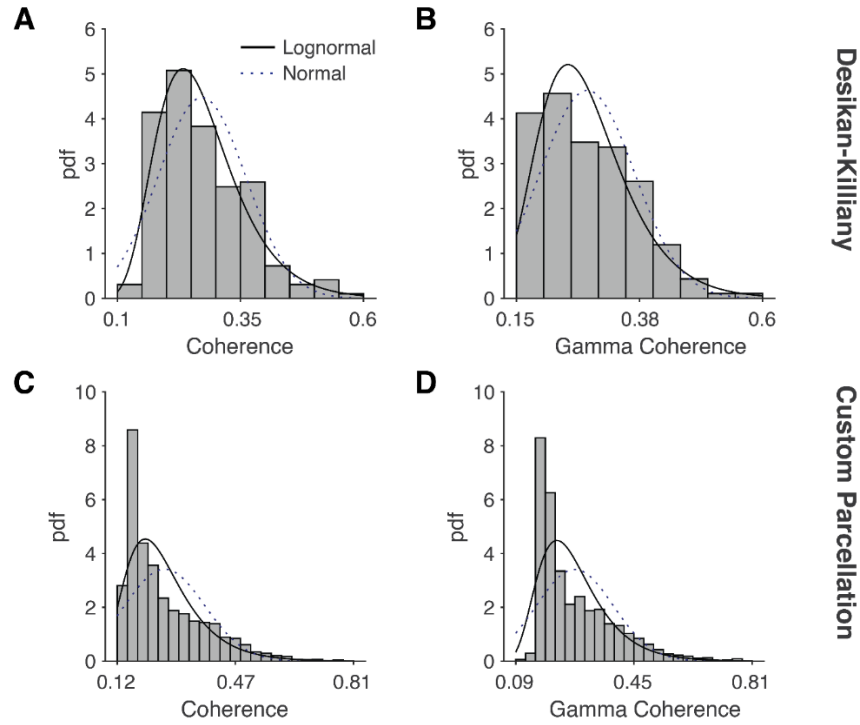 A
B
Lognormal
Normal
pdf
6
5
4
3
2
1
0
0.1
0.35
0.6
Coherence
pdf
6
5
4
3
2
1
0
0.15
0.38
0.6
Gamma Coherence
Desikan-Killiany
C
D
pdf
10
8
6
4
2
0
0.12
0.47
0.81
Coherence
pdf
10
8
6
4
2
0
0.09
0.45
0.81
Gamma Coherence
Custom Parcellation